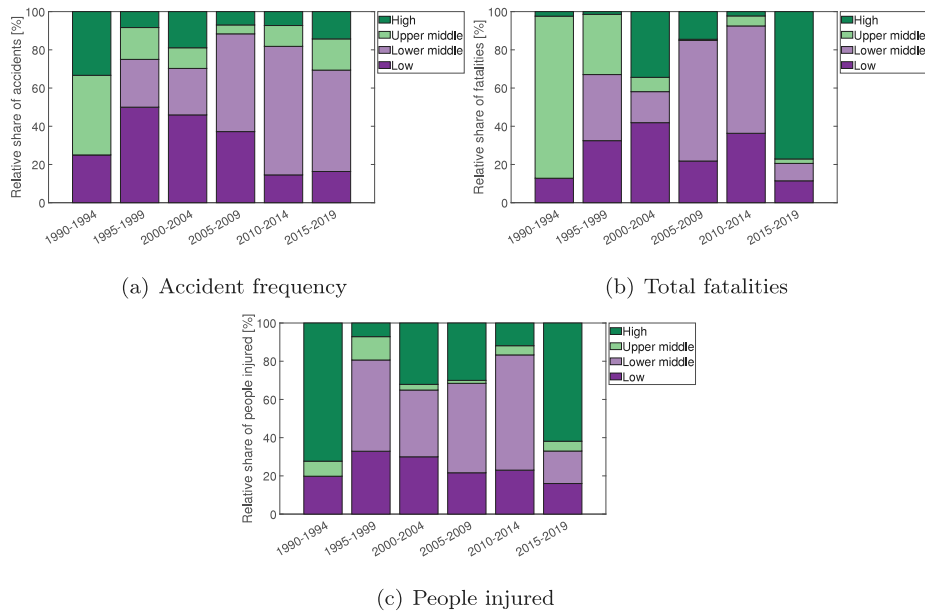 Relative share of accidents [%]
100
80
60
40
20
0
1990-1994
1995-1999
2000-2004
2005-2009
2010-2014
2015-2019
High
Upper middle
Lower middle
Low
(a) Accident frequency
Relative share of fatalities [%]
100
80
60
40
20
0
1990-1994
1995-1999
2000-2004
2005-2009
2010-2014
2015-2019
High
Upper middle
Lower middle
Low
(b) Total fatalities
Relative share of people injured [%]
100
80
60
40
20
0
1990-1994
1995-1999
2000-2004
2005-2009
2010-2014
2015-2019
High
Upper middle
Lower middle
Low
(c) People injured